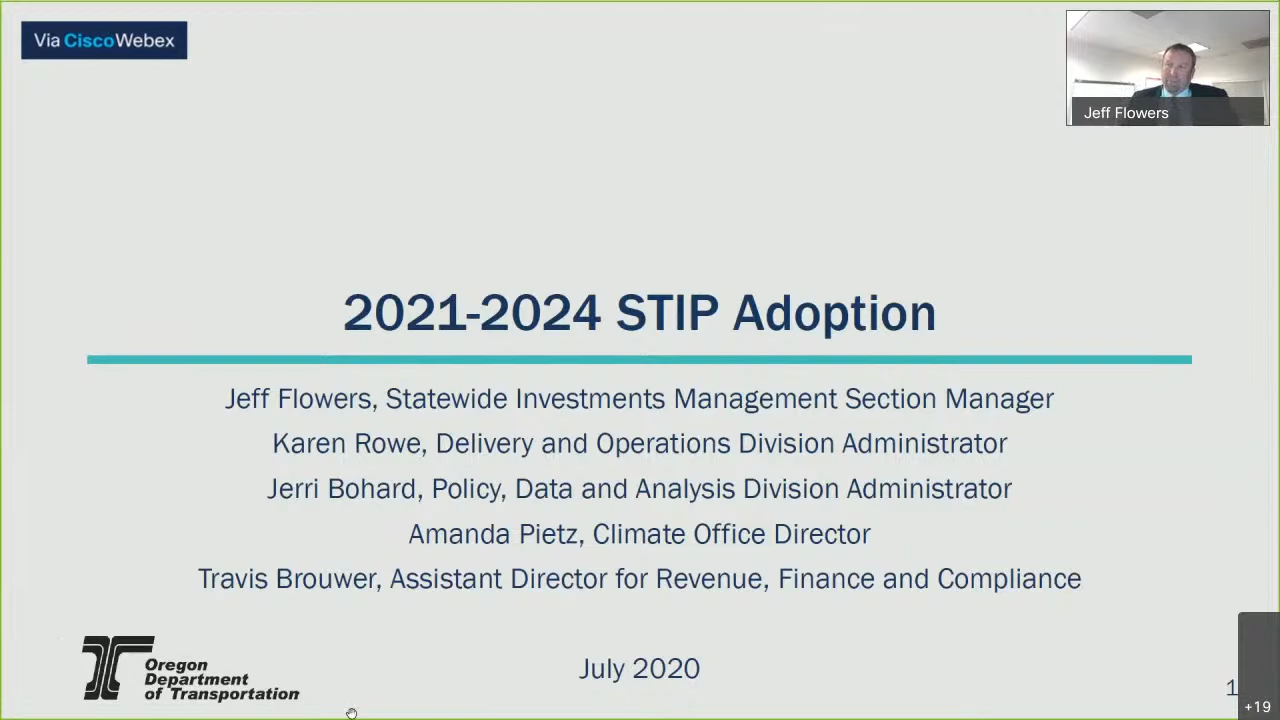 Via Cisco Webex
Jeff Flowers
2021-2024 STIP Adoption
Jeff Flowers, Statewide Investments Management Section Manager
Karen Rowe, Delivery and Operations Division Administrator
Jerri Bohard, Policy, Data and Analysis Division Administrator
Amanda Pietz, Climate Office Director
Travis Brouwer, Assistant Director for Revenue, Finance and Compliance
Oregon
Department
of Transportation
July 2020
1
+19